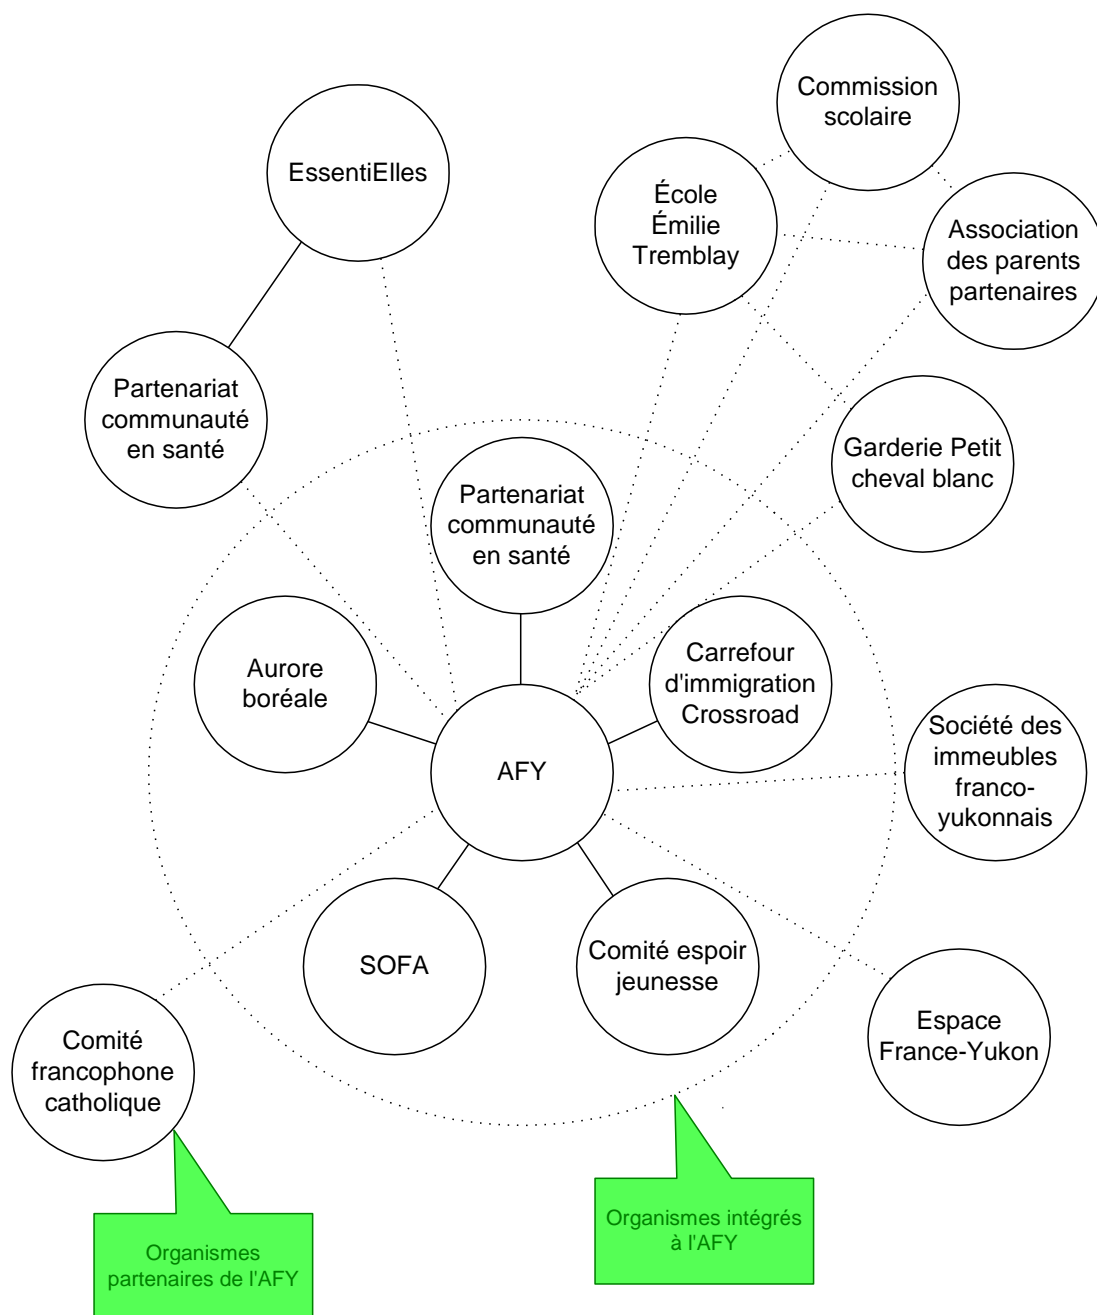 Commission
scolaire
EssentiElles
École
Émilie
Tremblay
Association
des parents
partenaires
Partenariat
communauté
en santé
Garderie Petit
cheval blanc
Partenariat
communauté
en santé
Aurore
boréale
Carrefour
d'immigration
Crossroad
AFY
Société des
immeubles
franco-
yukonnais
SOFA
Comité espoir
jeunesse
Espace
France-Yukon
Comité
francophone
catholique
Organismes intégrés
à l'AFY
Organismes
partenaires de l'AFY